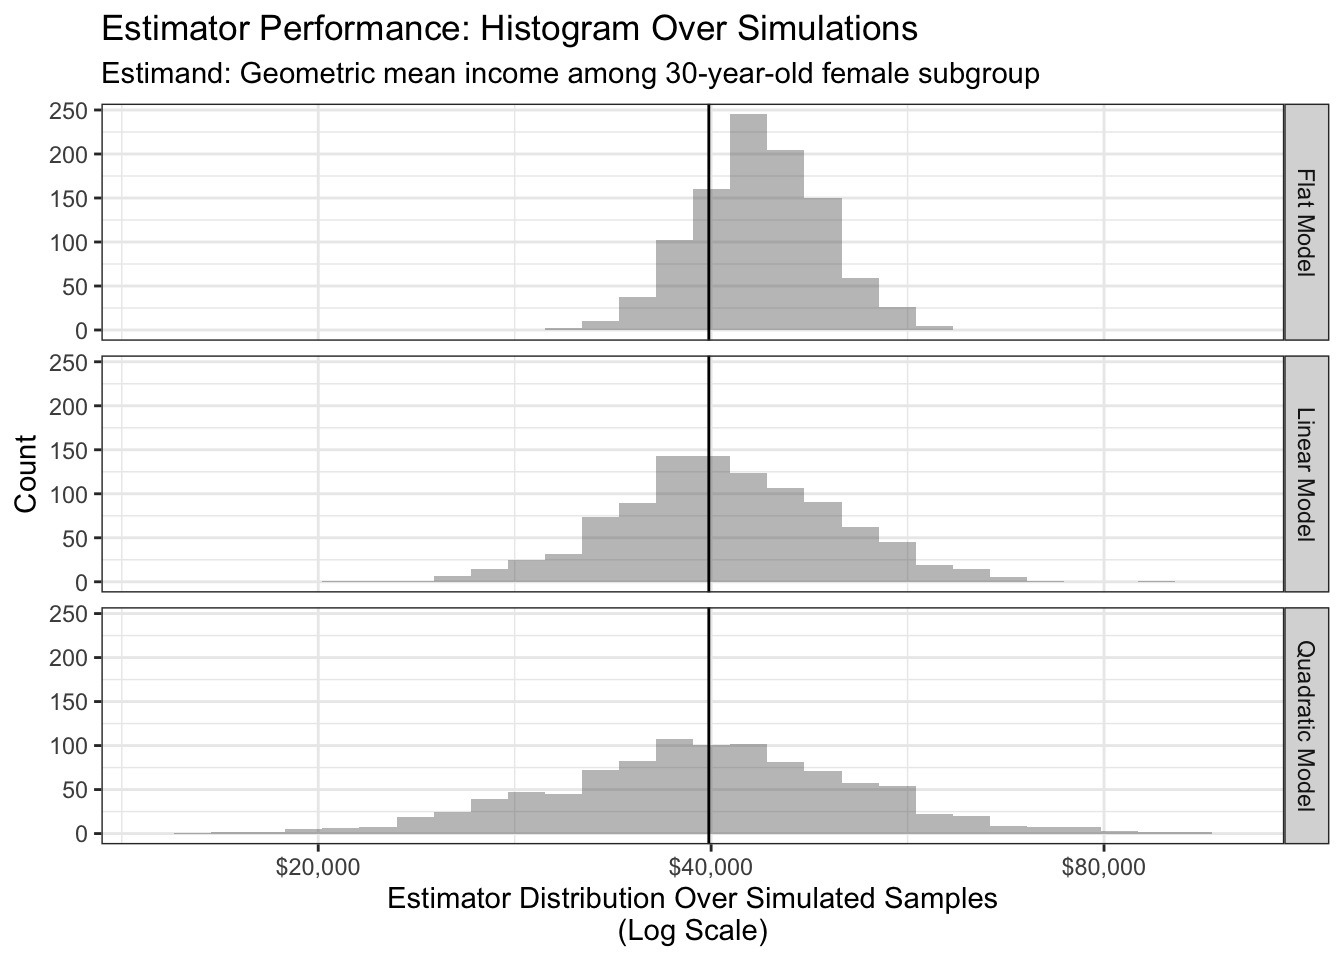 Estimator Performance: Histogram Over Simulations
Estimand: Geometric mean income among 30-year-old female subgroup
250
200
150
100
50
0
Flat Model
250
200
150
100
50
0
Linear Model
250
200
150
100
50
0
Quadratic Model
Count
$20,000
$40,000
$80,000
Estimator Distribution Over Simulated Samples
(Log Scale)